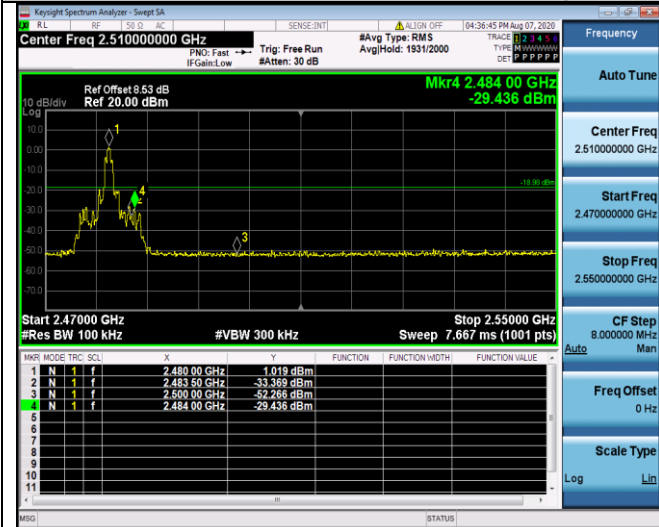 Keysight Spectrum Analyzer - Swept SA
RL RF 50 Ω AC SENSE:INT ALIGN OFF 04:36:45 PM Aug 07, 2020
Center Freq 2.510000000 GHz
PNO: Fast
IFGain:Low
Trig: Free Run
#Atten: 30 dB
#Avg Type: RMS
Avg|Hold: 1931/2000
TRACE 1 2 3 4 5 6
TYPE M W W W W W
DET P P P P P P
Frequency
Mkr4 2.484 00 GHz
-29.436 dBm
Ref Offset 8.53 dB
Ref 20.00 dBm
10 dB/div
Log
10.0
0.00
-10.0
-20.0
-30.0
-40.0
-50.0
-60.0
-70.0
1
4
2
3
-18.98 dBm
Start 2.47000 GHz
#Res BW 100 kHz
#VBW 300 kHz
Stop 2.55000 GHz
Sweep 7.667 ms (1001 pts)
MKR MODE TRC SCL X Y FUNCTION FUNCTION WIDTH FUNCTION VALUE
1 N 1 f 2.480 00 GHz 1.019 dBm
2 N 1 f 2.483 50 GHz -33.369 dBm
3 N 1 f 2.500 00 GHz -52.266 dBm
4 N 1 f 2.484 00 GHz -29.436 dBm
5
6
7
8
9
10
11
MSG STATUS
Auto Tune
Center Freq
2.510000000 GHz
Start Freq
2.470000000 GHz
Stop Freq
2.550000000 GHz
CF Step
8.000000 MHz
Auto Man
Freq Offset
0 Hz
Scale Type
Log Lin